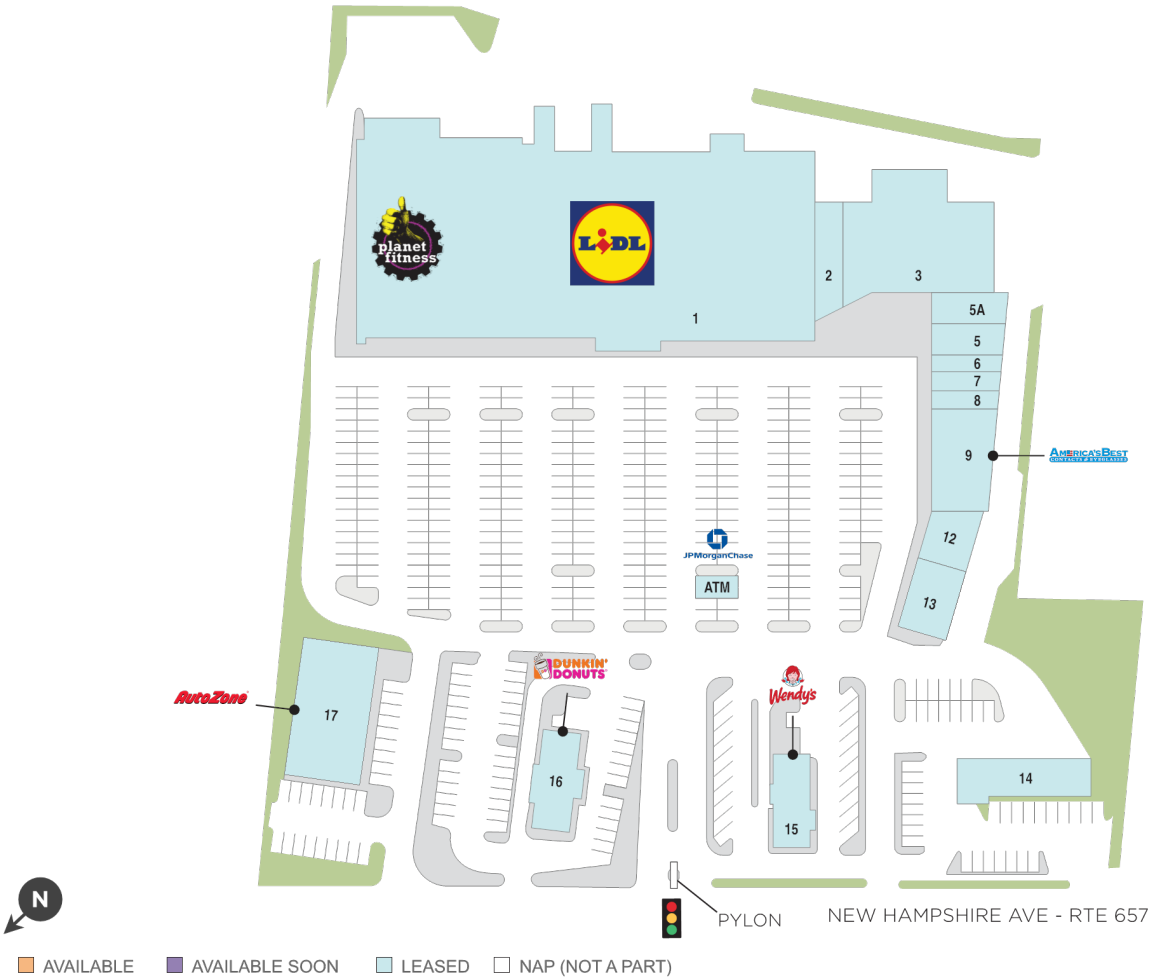 planet
fitness
LIDL
1
2
3
5A
5
6
7
8
9
AMERICA'S BEST
CONTACTS & EYEGLASSES
12
13
JPMorganChase
ATM
DUNKIN'
DONUTS
Wendy's
AutoZone
17
16
15
14
PYLON
NEW HAMPSHIRE AVE - RTE 657
N
AVAILABLE
AVAILABLE SOON
LEASED
NAP (NOT A PART)